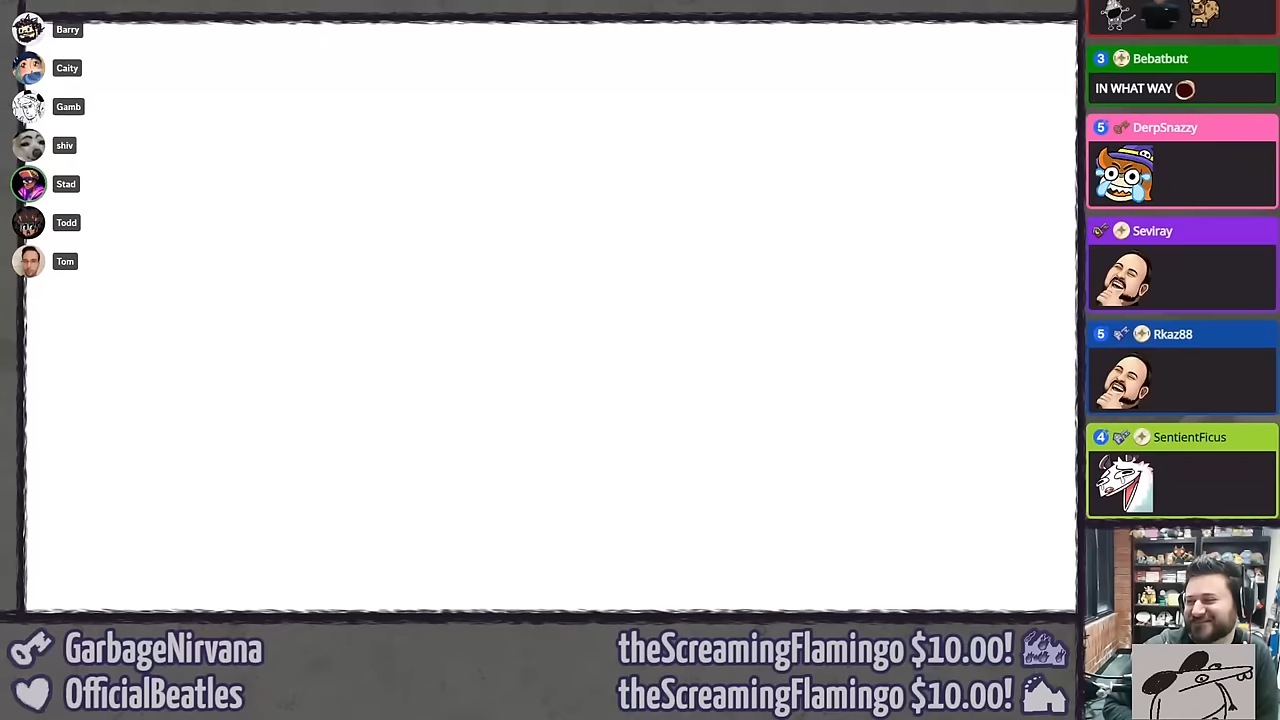 Barry
Caity
Gamb
shiv
Stad
Todd
Tom
3 Bebatbutt
IN WHAT WAY
5 DerpSnazzy
Seviray
5 Rkaz88
4 SentientFicus
GarbageNirvana
theScreamingFlamingo $10.00!
OfficialBeatles
theScreamingFlamingo $10.00!